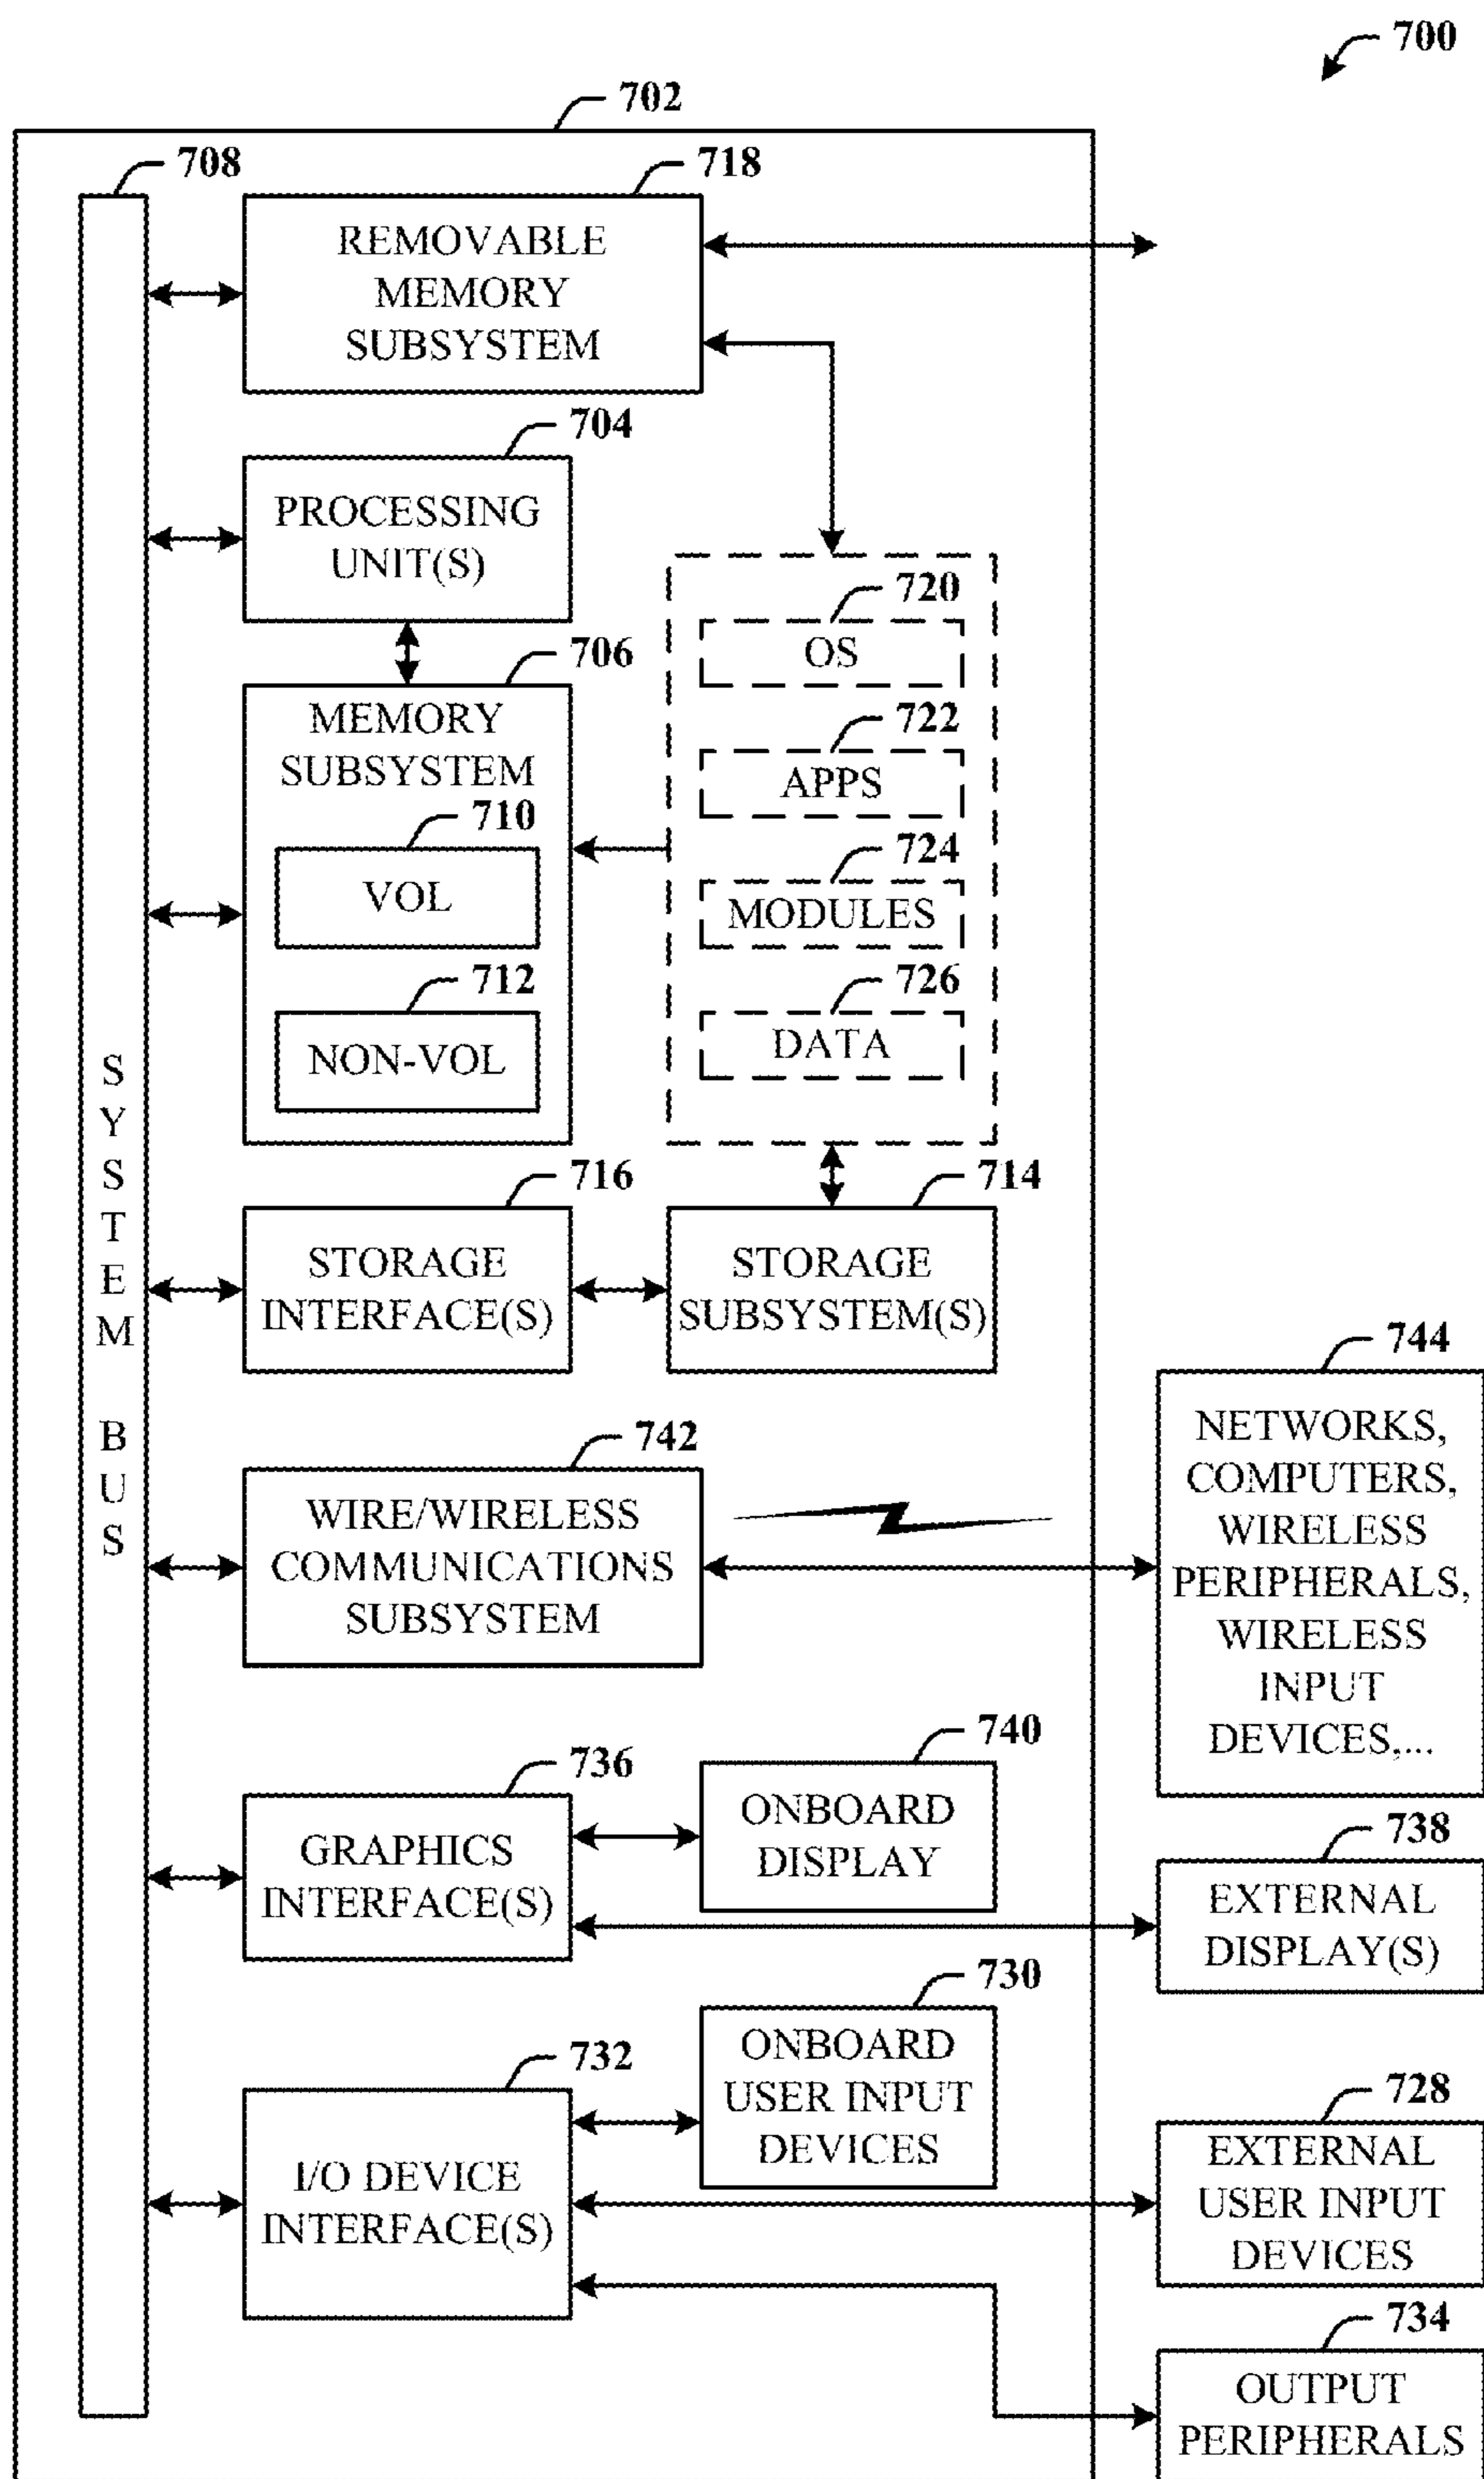 700
702
708
718
REMOVABLE
MEMORY
SUBSYSTEM
704
PROCESSING
UNIT(S)
720
OS
706
MEMORY
SUBSYSTEM
722
APPS
710
VOL
724
MODULES
712
NON-VOL
726
DATA
SYSTEM BUS
716
STORAGE
INTERFACE(S)
714
STORAGE
SUBSYSTEM(S)
744
NETWORKS,
COMPUTERS,
WIRELESS
PERIPHERALS,
WIRELESS
INPUT
DEVICES,...
742
WIRE/WIRELESS
COMMUNICATIONS
SUBSYSTEM
736
GRAPHICS
INTERFACE(S)
740
ONBOARD
DISPLAY
738
EXTERNAL
DISPLAY(S)
730
ONBOARD
USER INPUT
DEVICES
732
I/O DEVICE
INTERFACE(S)
728
EXTERNAL
USER INPUT
DEVICES
734
OUTPUT
PERIPHERALS